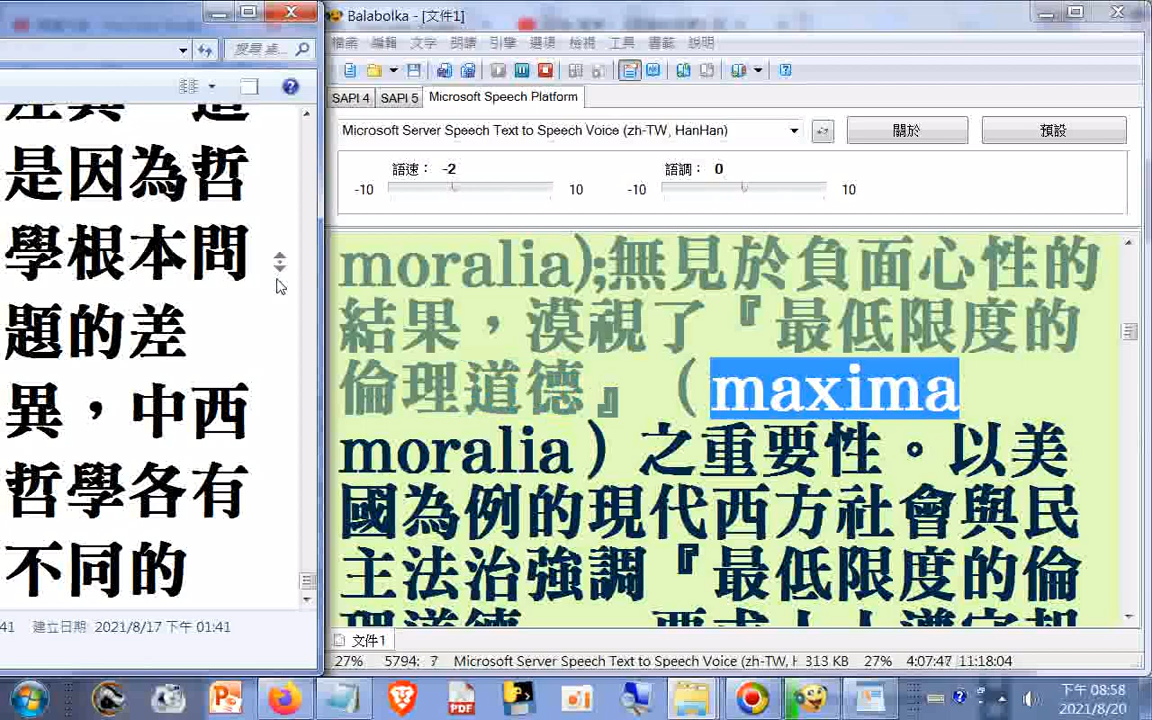 Balabolka - [文件1]
搜尋 桌...
檔案 編輯 文字 朗讀 引擎 選項 檢視 工具 書籤 說明
SAPI 4 SAPI 5 Microsoft Speech Platform
Microsoft Server Speech Text to Speech Voice (zh-TW, HanHan)
關於
預設
語速： -2
語調： 0
-10 10 -10 10
是因為哲
學根本問
題的差
異，中西
哲學各有
不同的
moralia);無見於負面心性的
結果，漠視了『最低限度的
倫理道德』（maxima
moralia）之重要性。以美
國為例的現代西方社會與民
主法治強調『最低限度的倫
41 建立日期: 2021/8/17 下午 01:41
文件1
27% 5794: 7 Microsoft Server Speech Text to Speech Voice (zh-TW, H 313 KB 27% 4:07:47 11:18:04
下午 08:58
2021/8/20